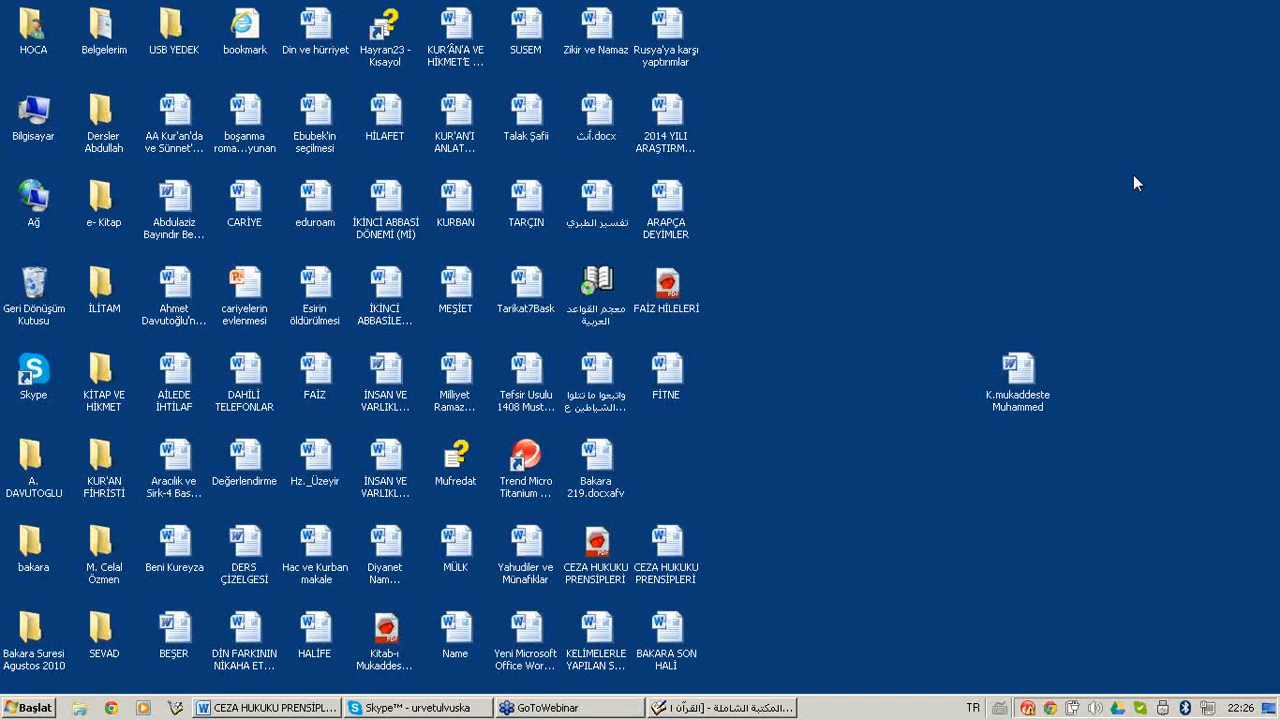 HOCA
Belgelerim
USB YEDEK
bookmark
Din ve hürriyet
Hayran23 -
Kısayol
KUR'ÂN'A VE
HİKMET'E ...
SUSEM
Zikir ve Namaz
Rusya'ya karşı
yaptırımlar
Bilgisayar
Dersler
Abdullah
AA Kur'an'da
ve Sünnet'...
boşanma
roma...yunan
Ebubek'in
seçilmesi
HİLAFET
KUR'AN'I
ANLAT...
Talak Şafii
أنث.docx
2014 YILI
ARAŞTIRM...
Ağ
e- Kitap
Abdulaziz
Bayındır Be...
CARİYE
eduroam
İKİNCİ ABBASİ
DÖNEMİ (Mİ)
KURBAN
TARÇIN
تفسير الطبري
ARAPÇA
DEYİMLER
Geri Dönüşüm
Kutusu
İLİTAM
Ahmet
Davutoğlu'n...
cariyelerin
evlenmesi
Esirin
öldürülmesi
İKİNCİ
ABBASİLE...
MEŞİET
Tarikat7Bask
معجم القواعد
العربية
FAİZ HİLELERİ
Skype
KİTAP VE
HİKMET
AİLEDE
İHTİLAF
DAHİLİ
TELEFONLAR
FAİZ
İNSAN VE
VARLIKL...
Milliyet
Ramaz...
Tefsir Usulu
1408 Must...
واتبعوا ما تتلوا
الشياطين ع...
FİTNE
K.mukaddeste
Muhammed
A.
DAVUTOGLU
KUR'AN
FİHRİSTİ
Aracılık ve
Sirk-4 Bas...
Değerlendirme
Hz._Üzeyir
İNSAN VE
VARLIKL...
Mufredat
Trend Micro
Titanium ...
Bakara
219.docxafv
bakara
M. Celal
Özmen
Beni Kureyza
DERS
ÇİZELGESİ
Hac ve Kurban
makale
Diyanet
Nam...
MÜLK
Yahudiler ve
Münafıklar
CEZA HUKUKU
PRENSİPLERİ
CEZA HUKUKU
PRENSİPLERİ
Bakara Suresi
Agustos 2010
SEVAD
BEŞER
DİN FARKININ
NİKAHA ET...
HALİFE
Kitab-ı
Mukaddes...
Name
Yeni Microsoft
Office Wor...
KELİMELERLE
YAPILAN S...
BAKARA SON
HALİ
Başlat
CEZA HUKUKU PRENSİPL...
Skype™ - urvetulvuska
GoToWebinar
المكتبة الشاملة - [القرآن ا...
TR
22:26